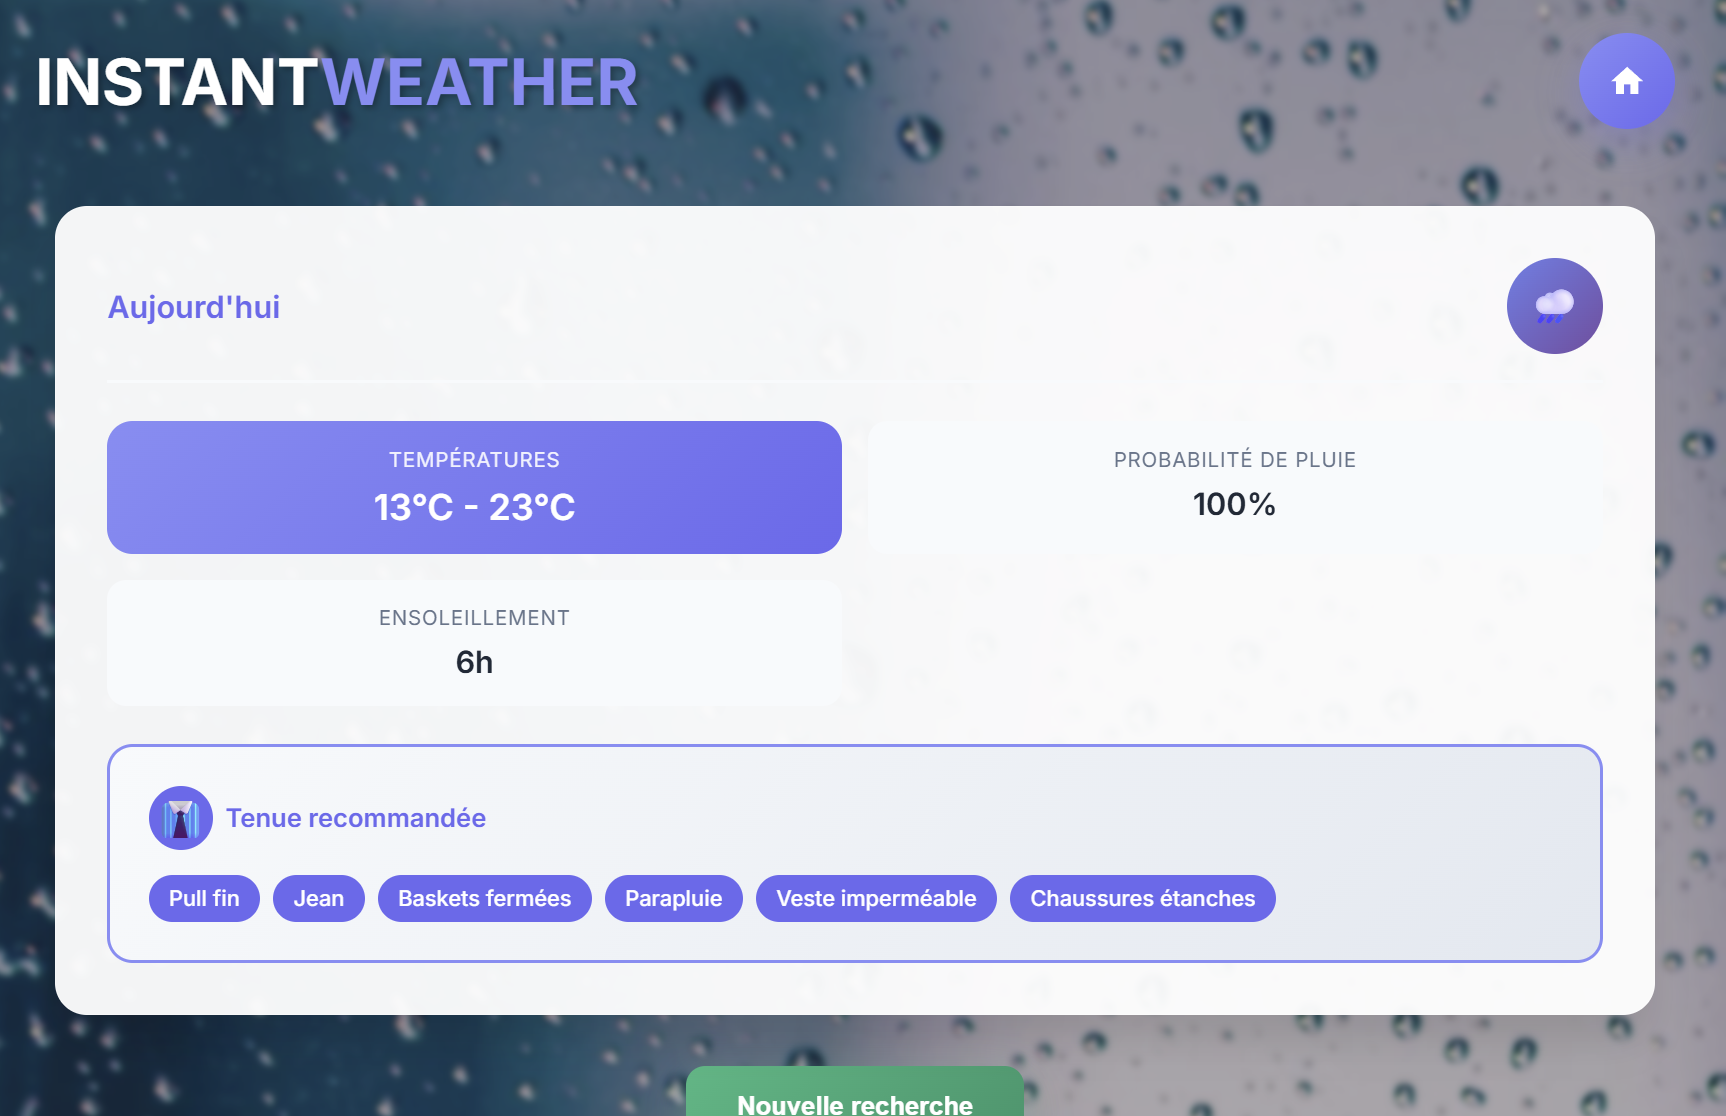 INSTANTWEATHER
Aujourd'hui
TEMPÉRATURES
13°C - 23°C
PROBABILITÉ DE PLUIE
100%
ENSOLEILLEMENT
6h
Tenue recommandée
Pull fin Jean Baskets fermées Parapluie Veste imperméable Chaussures étanches
Nouvelle recherche